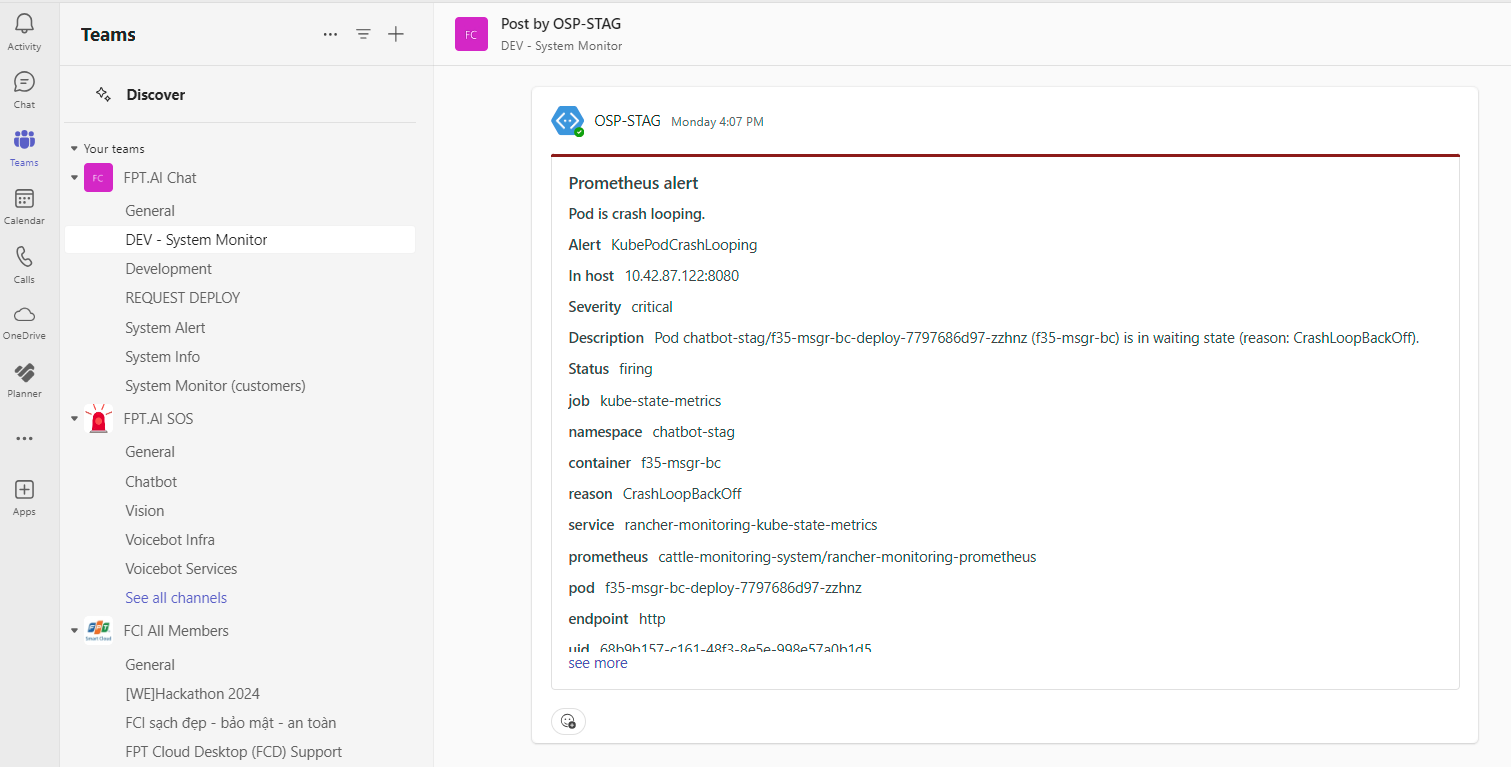 Activity
Chat
Teams
Calendar
Calls
OneDrive
Planner
Apps
Teams
Discover
Your teams
FC FPT.AI Chat
General
DEV - System Monitor
Development
REQUEST DEPLOY
System Alert
System Info
System Monitor (customers)
FPT.AI SOS
General
Chatbot
Vision
Voicebot Infra
Voicebot Services
See all channels
FPT Smart Cloud FCI All Members
General
[WE]Hackathon 2024
FCI sạch đẹp - bảo mật - an toàn
FPT Cloud Desktop (FCD) Support
FC Post by OSP-STAG
DEV - System Monitor
OSP-STAG Monday 4:07 PM
Prometheus alert
Pod is crash looping.
Alert KubePodCrashLooping
In host 10.42.87.122:8080
Severity critical
Description Pod chatbot-stag/f35-msgr-bc-deploy-7797686d97-zzhnz (f35-msgr-bc) is in waiting state (reason: CrashLoopBackOff).
Status firing
job kube-state-metrics
namespace chatbot-stag
container f35-msgr-bc
reason CrashLoopBackOff
service rancher-monitoring-kube-state-metrics
prometheus cattle-monitoring-system/rancher-monitoring-prometheus
pod f35-msgr-bc-deploy-7797686d97-zzhnz
endpoint http
uid 68b9b157-c161-48f3-8e5e-998e57a0b1d5
see more